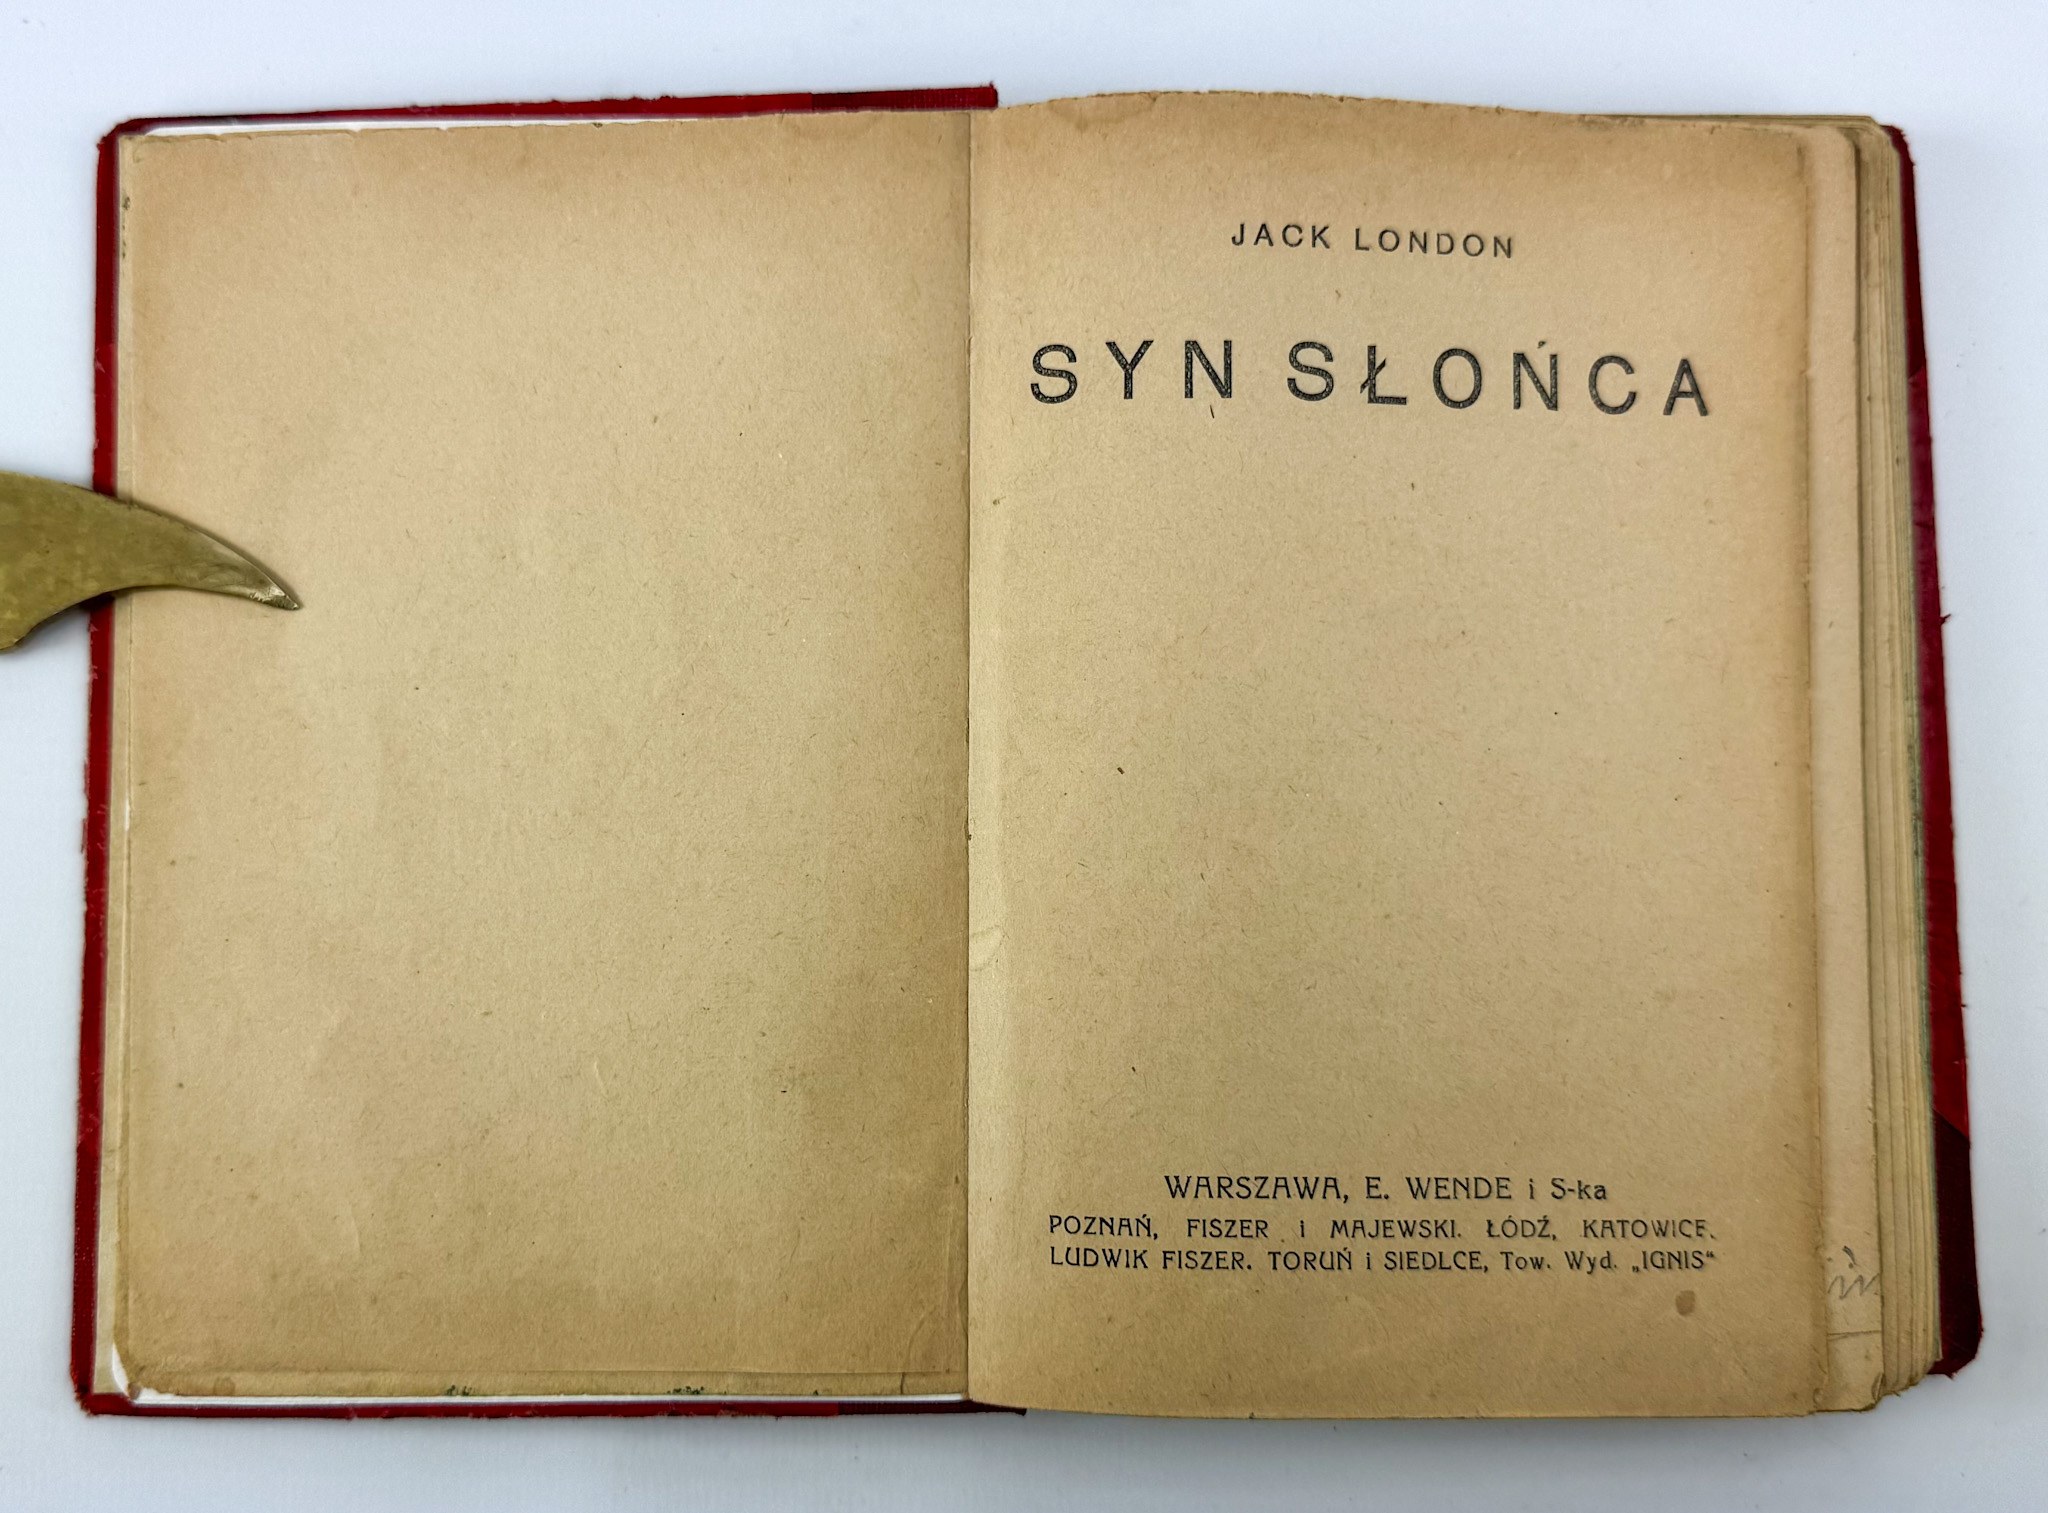 JACK LONDON
SYN SŁOŃCA
WARSZAWA, E. WENDE i S-ka
POZNAŃ, FISZER i MAJEWSKI. ŁÓDŹ, KATOWICE.
LUDWIK FISZER. TORUŃ i SIEDLCE, Tow. Wyd. „IGNIS“